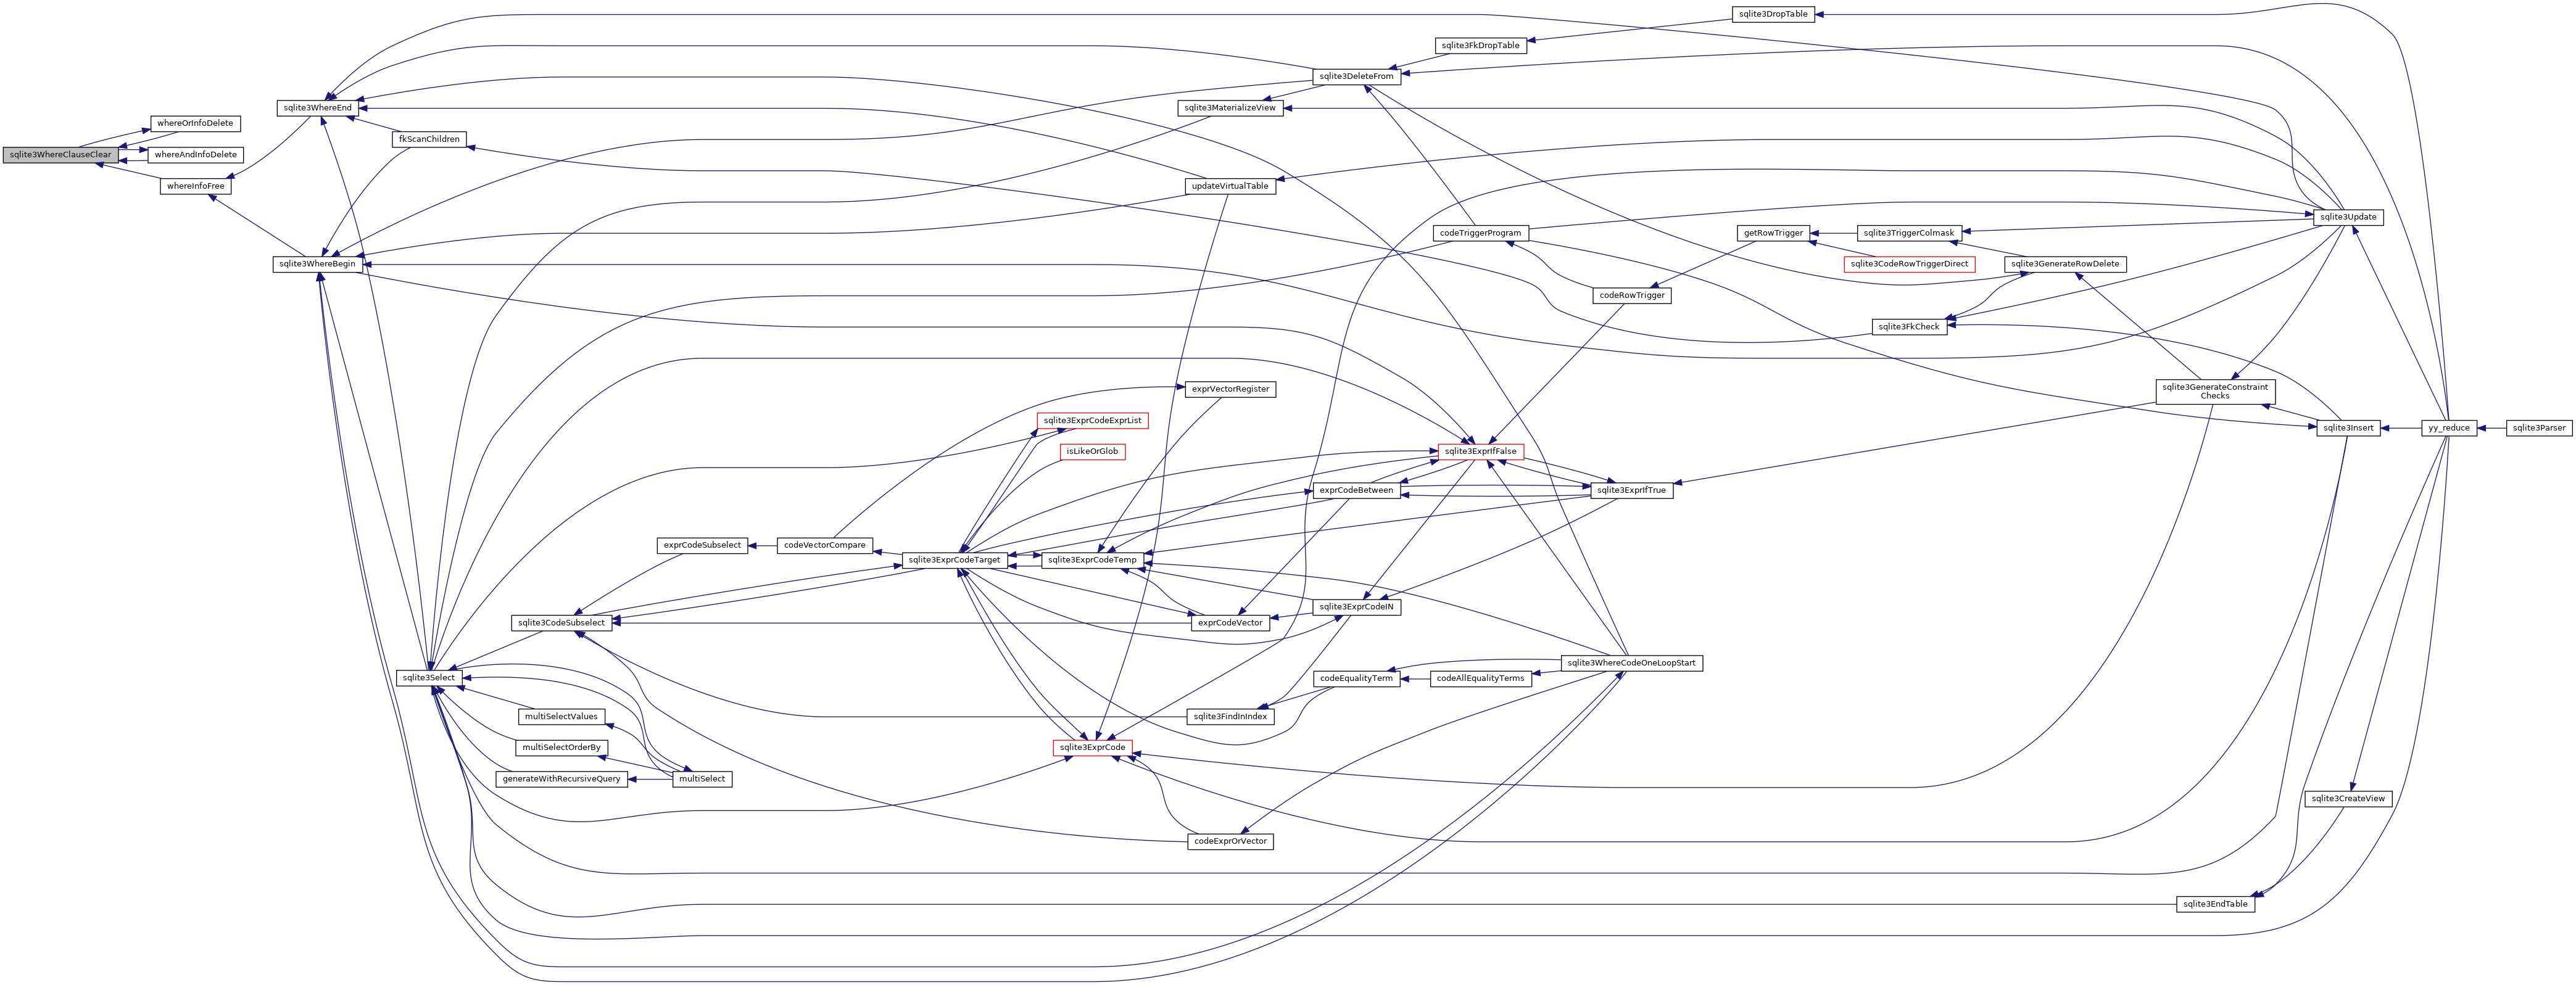 sqlite3DropTable
sqlite3FkDropTable
sqlite3DeleteFrom
sqlite3WhereEnd
sqlite3MaterializeView
whereOrInfoDelete
fkScanChildren
sqlite3WhereClauseClear
whereAndInfoDelete
whereInfoFree
updateVirtualTable
sqlite3Update
codeTriggerProgram
getRowTrigger
sqlite3TriggerColmask
sqlite3WhereBegin
sqlite3CodeRowTriggerDirect
sqlite3GenerateRowDelete
codeRowTrigger
sqlite3FkCheck
exprVectorRegister
sqlite3GenerateConstraint
Checks
sqlite3ExprCodeExprList
sqlite3Insert
yy_reduce
sqlite3Parser
isLikeOrGlob
sqlite3ExprIfFalse
exprCodeBetween
sqlite3ExprIfTrue
exprCodeSubselect
codeVectorCompare
sqlite3ExprCodeTarget
sqlite3ExprCodeTemp
sqlite3ExprCodeIN
sqlite3CodeSubselect
exprCodeVector
sqlite3WhereCodeOneLoopStart
sqlite3Select
codeEqualityTerm
codeAllEqualityTerms
multiSelectValues
sqlite3FindInIndex
multiSelectOrderBy
sqlite3ExprCode
generateWithRecursiveQuery
multiSelect
sqlite3CreateView
codeExprOrVector
sqlite3EndTable